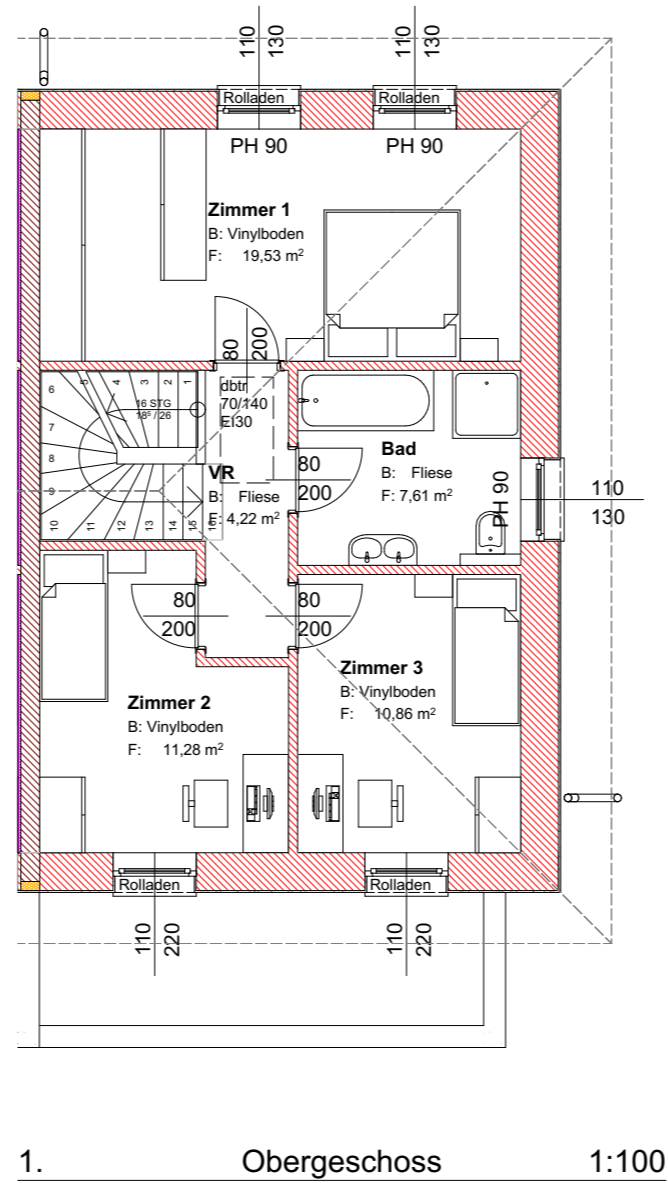 110
130
110
130
Rolladen
Rolladen
PH 90
PH 90
Zimmer 1
B: Vinylboden
F: 19,53 m²
80
200
1
2
3
4
5
6
7
8
9
10
11
12
13
14
15
16
16 STG
18⁵ / 26
dbtr
70/140
EI30
VR
B: Fliese
F: 4,22 m²
80
200
Bad
B: Fliese
F: 7,61 m²
PH 90
110
130
80
200
80
200
Zimmer 2
B: Vinylboden
F: 11,28 m²
Zimmer 3
B: Vinylboden
F: 10,86 m²
Rolladen
Rolladen
110
220
110
220
1. Obergeschoss 1:100